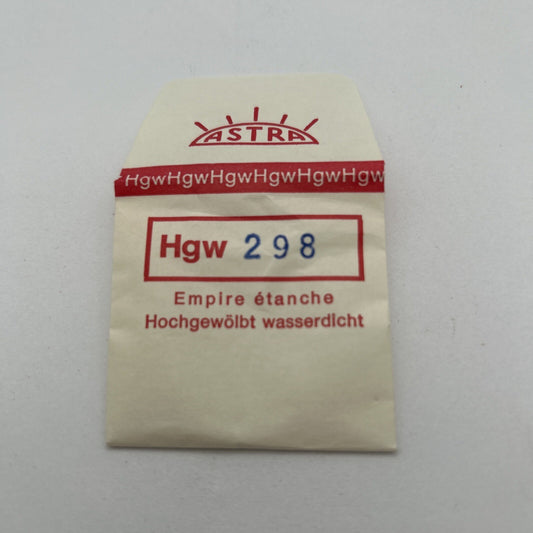 ASTRA
HgwHgwHgwHgwHgwHgw
Hgw 298
Empire étanche
Hochgewölbt wasserdicht